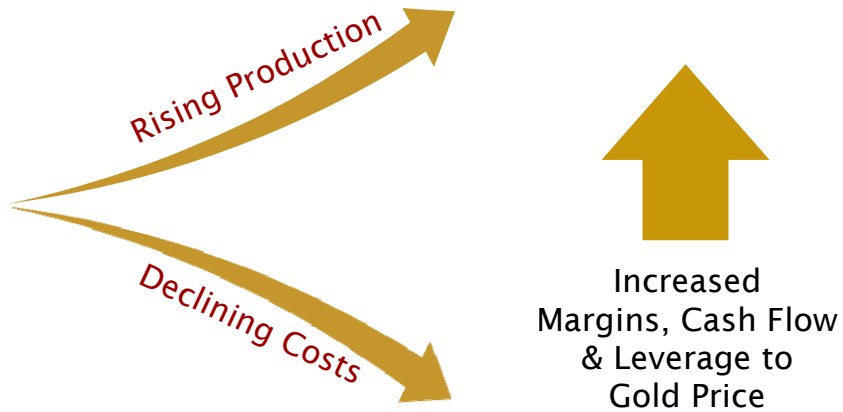 Rising Production
Declining Costs
Increased
Margins, Cash Flow
& Leverage to
Gold Price